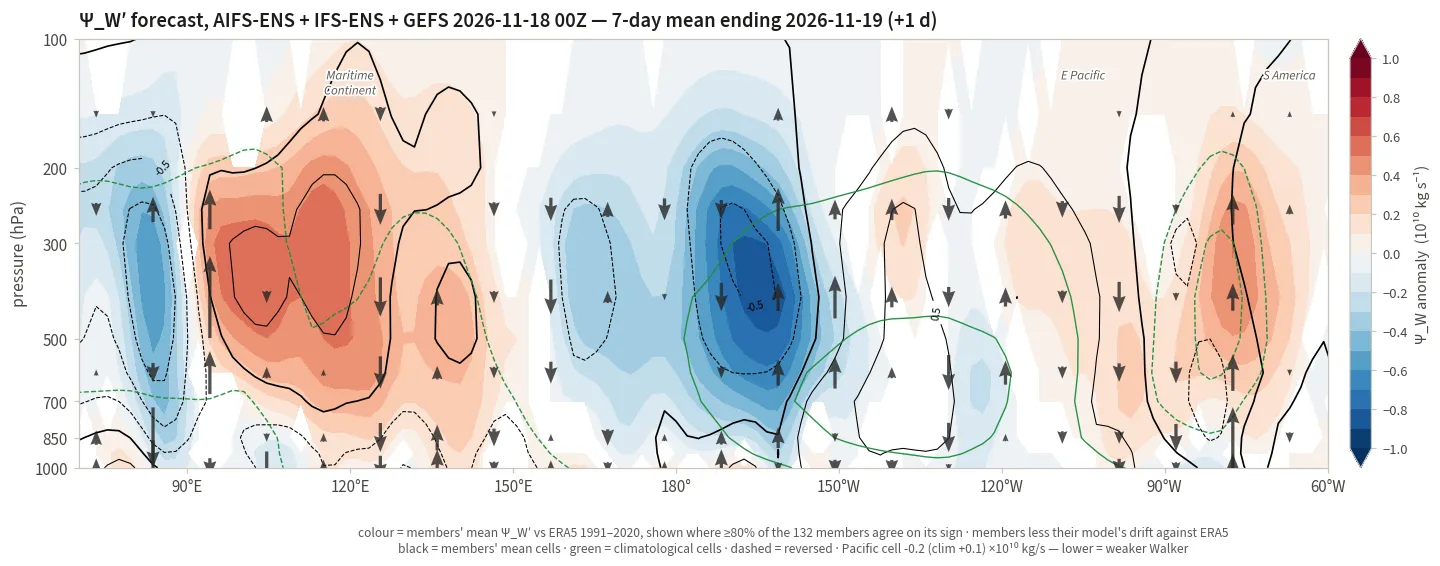 Ψ_W′ forecast, AIFS-ENS + IFS-ENS + GEFS 2026-11-18 00Z — 7-day mean ending 2026-11-19 (+1 d)
Maritime
Continent
E Pacific
S America
100
200
300
400
500
700
850
1000
pressure (hPa)
-0.5
-0.5
0.5
90°E
120°E
150°E
180°
150°W
120°W
90°W
60°W
1.0
0.8
0.6
0.4
0.2
0.0
−0.2
−0.4
−0.6
−0.8
−1.0
Ψ_W anomaly (10¹⁰ kg s⁻¹)
colour = members' mean Ψ_W′ vs ERA5 1991–2020, shown where ≥80% of the 132 members agree on its sign · members less their model's drift against ERA5
black = members' mean cells · green = climatological cells · dashed = reversed · Pacific cell -0.2 (clim +0.1) ×10¹⁰ kg/s — lower = weaker Walker